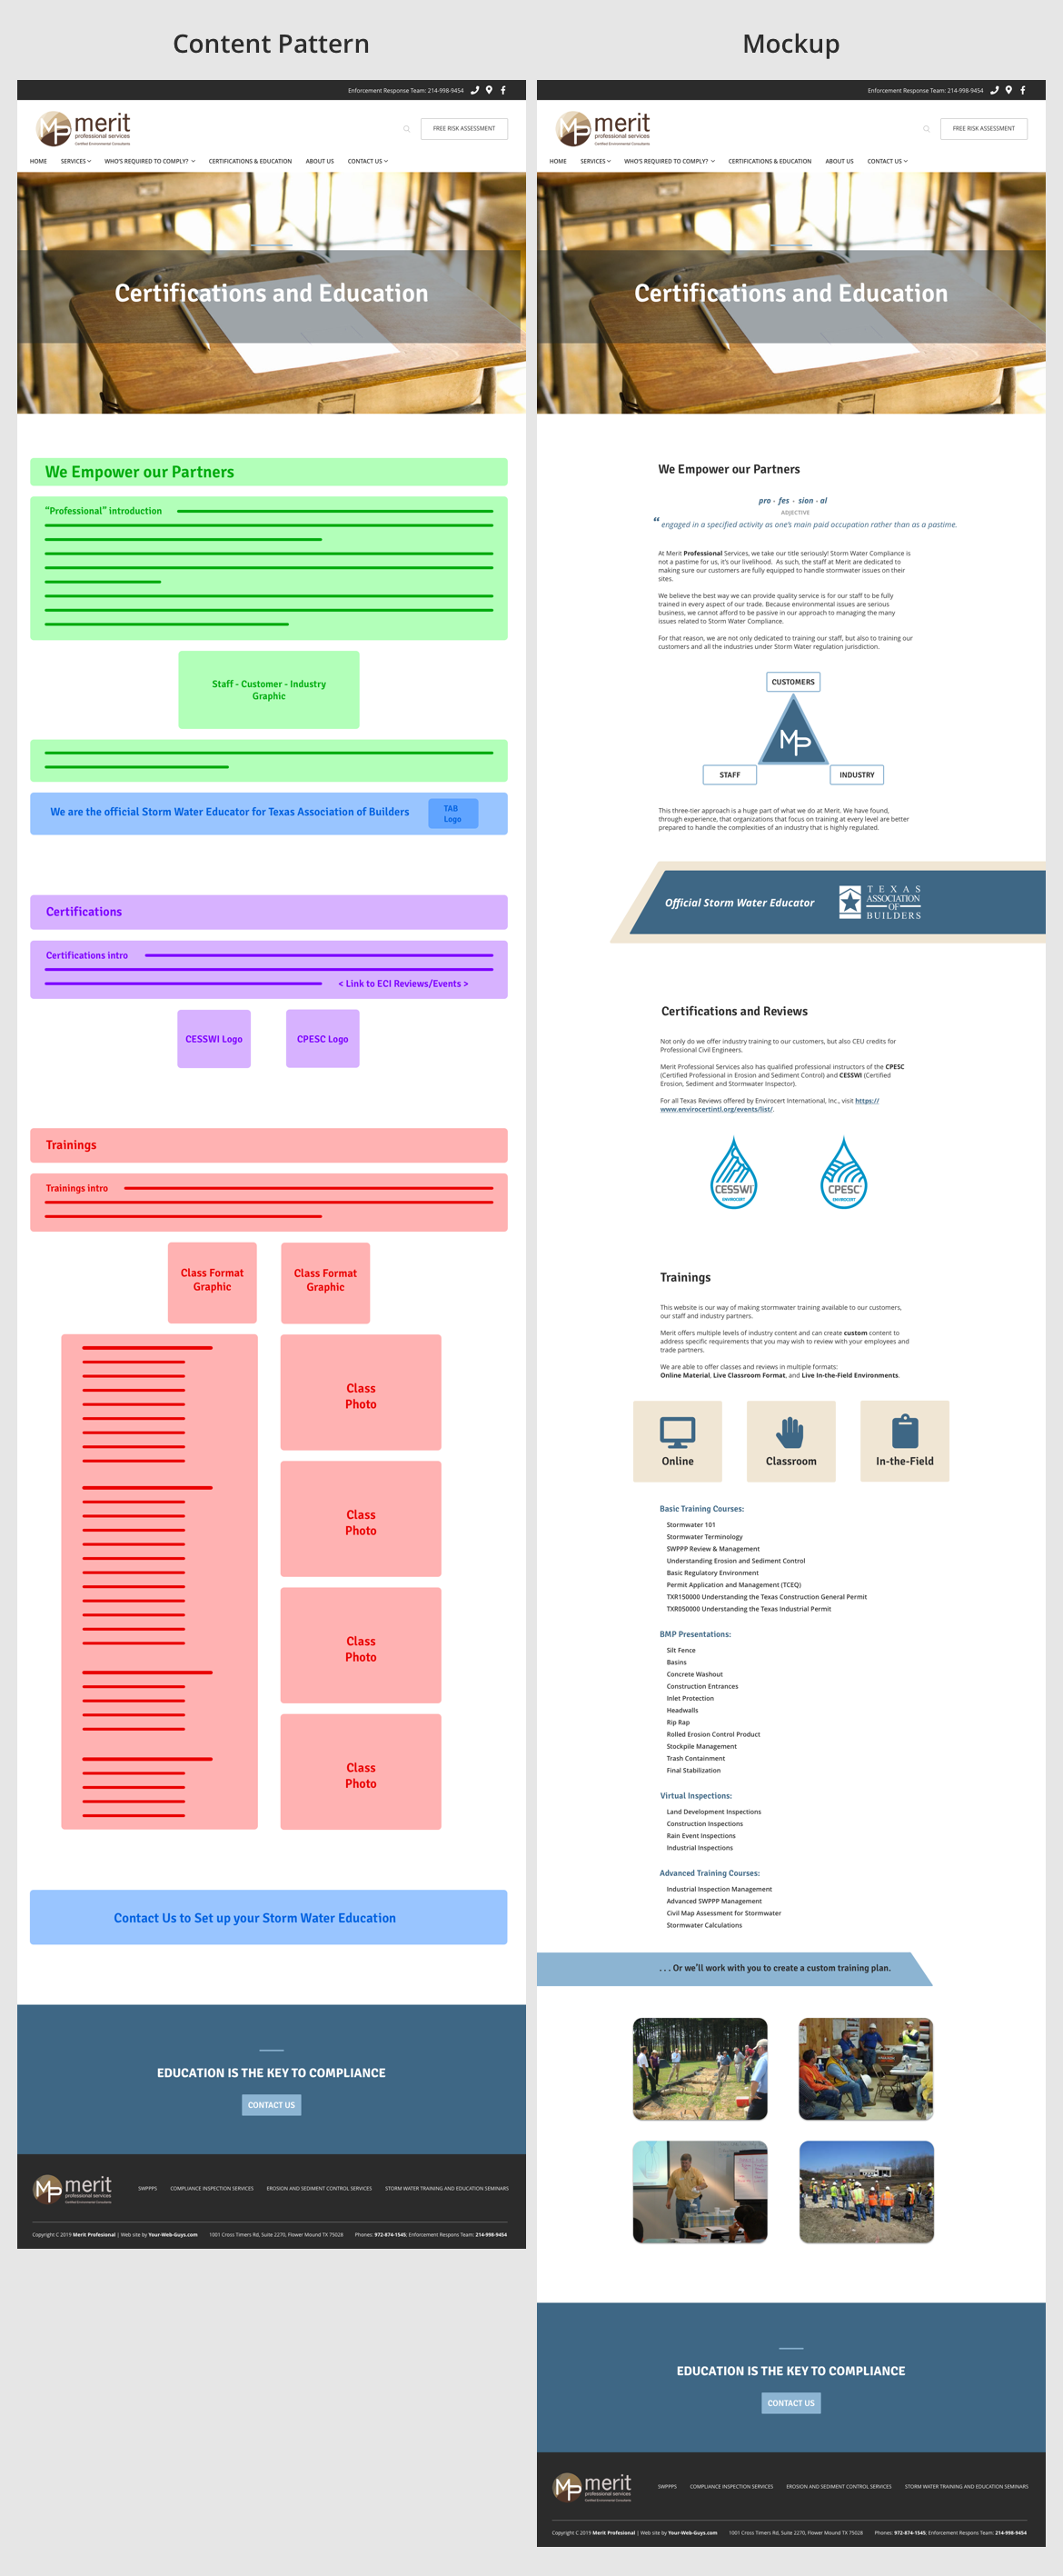 Content Pattern
Enforcement Response Team: 214-998-9454
merit
professional services
Certified Environmental Consultants
FREE RISK ASSESSMENT
HOME SERVICES WHO'S REQUIRED TO COMPLY? CERTIFICATIONS & EDUCATION ABOUT US CONTACT US
Certifications and Education
We Empower our Partners
“Professional” introduction
Staff - Customer - Industry
Graphic
We are the official Storm Water Educator for Texas Association of Builders
TAB
Logo
Certifications
Certifications intro
< Link to ECI Reviews/Events >
CESSWI Logo
CPESC Logo
Trainings
Trainings intro
Class Format
Graphic
Class Format
Graphic
Class
Photo
Class
Photo
Class
Photo
Class
Photo
Contact Us to Set up your Storm Water Education
EDUCATION IS THE KEY TO COMPLIANCE
CONTACT US
merit
professional services
Certified Environmental Consultants
SWPPPS COMPLIANCE INSPECTION SERVICES EROSION AND SEDIMENT CONTROL SERVICES STORM WATER TRAINING AND EDUCATION SEMINARS
Copyright C 2019 Merit Profesional | Web site by Your-Web-Guys.com 1001 Cross Timers Rd, Suite 2270, Flower Mound TX 75028 Phones: 972-874-1545; Enforcement Respons Team: 214-998-9454
Mockup
Enforcement Response Team: 214-998-9454
merit
professional services
Certified Environmental Consultants
FREE RISK ASSESSMENT
HOME SERVICES WHO'S REQUIRED TO COMPLY? CERTIFICATIONS & EDUCATION ABOUT US CONTACT US
Certifications and Education
We Empower our Partners
pro · fes · sion · al
ADJECTIVE
“ engaged in a specified activity as one's main paid occupation rather than as a pastime.
At Merit Professional Services, we take our title seriously! Storm Water Compliance is
not a pastime for us, it's our livelihood. As such, the staff at Merit are dedicated to
making sure our customers are fully equipped to handle stormwater issues on their
sites.
We believe the best way we can provide quality service is for our staff to be fully
trained in every aspect of our trade. Because environmental issues are serious
business, we cannot afford to be passive in our approach to managing the many
issues related to Storm Water Compliance.
For that reason, we are not only dedicated to training our staff, but also to training our
customers and all the industries under Storm Water regulation jurisdiction.
CUSTOMERS
MP
STAFF
INDUSTRY
This three-tier approach is a huge part of what we do at Merit. We have found,
through experience, that organizations that focus on training at every level are better
prepared to handle the complexities of an industry that is highly regulated.
Official Storm Water Educator
TEXAS
ASSOCIATION
OF
BUILDERS
Certifications and Reviews
Not only do we offer industry training to our customers, but also CEU credits for
Professional Civil Engineers.
Merit Professional Services also has qualified professional instructors of the CPESC
(Certified Professional in Erosion and Sediment Control) and CESSWI (Certified
Erosion, Sediment and Stormwater Inspector).
For all Texas Reviews offered by Envirocert International, Inc., visit https://
www.envirocertintl.org/events/list/.
CESSWI
ENVIROCERT
CPESC
ENVIROCERT
Trainings
This website is our way of making stormwater training available to our customers,
our staff and industry partners.
Merit offers multiple levels of industry content and can create custom content to
address specific requirements that you may wish to review with your employees and
trade partners.
We are able to offer classes and reviews in multiple formats:
Online Material, Live Classroom Format, and Live In-the-Field Environments.
Online
Classroom
In-the-Field
Basic Training Courses:
Stormwater 101
Stormwater Terminology
SWPPP Review & Management
Understanding Erosion and Sediment Control
Basic Regulatory Environment
Permit Application and Management (TCEQ)
TXR150000 Understanding the Texas Construction General Permit
TXR050000 Understanding the Texas Industrial Permit
BMP Presentations:
Silt Fence
Basins
Concrete Washout
Construction Entrances
Inlet Protection
Headwalls
Rip Rap
Rolled Erosion Control Product
Stockpile Management
Trash Containment
Final Stabilization
Virtual Inspections:
Land Development Inspections
Construction Inspections
Rain Event Inspections
Industrial Inspections
Advanced Training Courses:
Industrial Inspection Management
Advanced SWPPP Management
Civil Map Assessment for Stormwater
Stormwater Calculations
. . . Or we'll work with you to create a custom training plan.
EDUCATION IS THE KEY TO COMPLIANCE
CONTACT US
merit
professional services
Certified Environmental Consultants
SWPPPS COMPLIANCE INSPECTION SERVICES EROSION AND SEDIMENT CONTROL SERVICES STORM WATER TRAINING AND EDUCATION SEMINARS
Copyright C 2019 Merit Profesional | Web site by Your-Web-Guys.com 1001 Cross Timers Rd, Suite 2270, Flower Mound TX 75028 Phones: 972-874-1545; Enforcement Respons Team: 214-998-9454